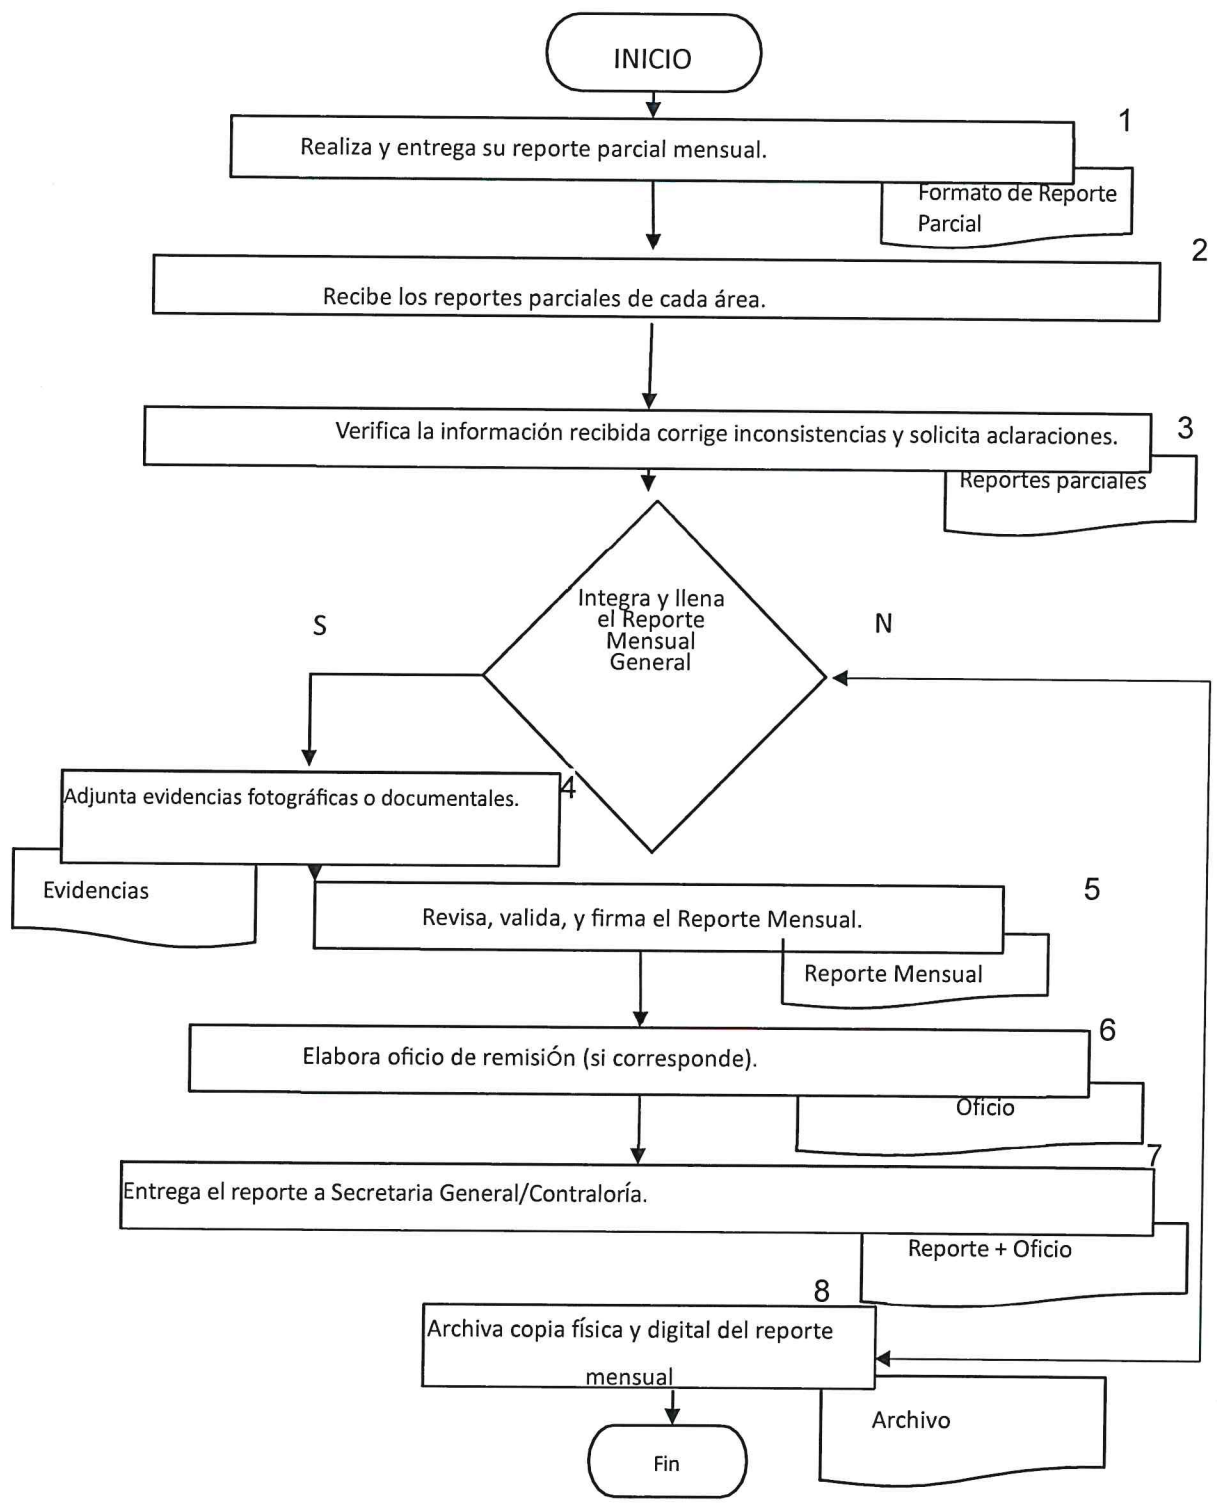 INICIO
1
Realiza y entrega su reporte parcial mensual.
Formato de Reporte
Parcial
2
Recibe los reportes parciales de cada área.
3
Verifica la información recibida corrige inconsistencias y solicita aclaraciones.
Reportes parciales
Integra y llena
el Reporte
Mensual
General
S
N
4
Adjunta evidencias fotográficas o documentales.
Evidencias
5
Revisa, valida, y firma el Reporte Mensual.
Reporte Mensual
6
Elabora oficio de remisiÓn (si corresponde).
Oficio
7
Entrega el reporte a Secretaria General/Contraloría.
Reporte + Oficio
8
Archiva copia física y digital del reporte
mensual
Archivo
Fin